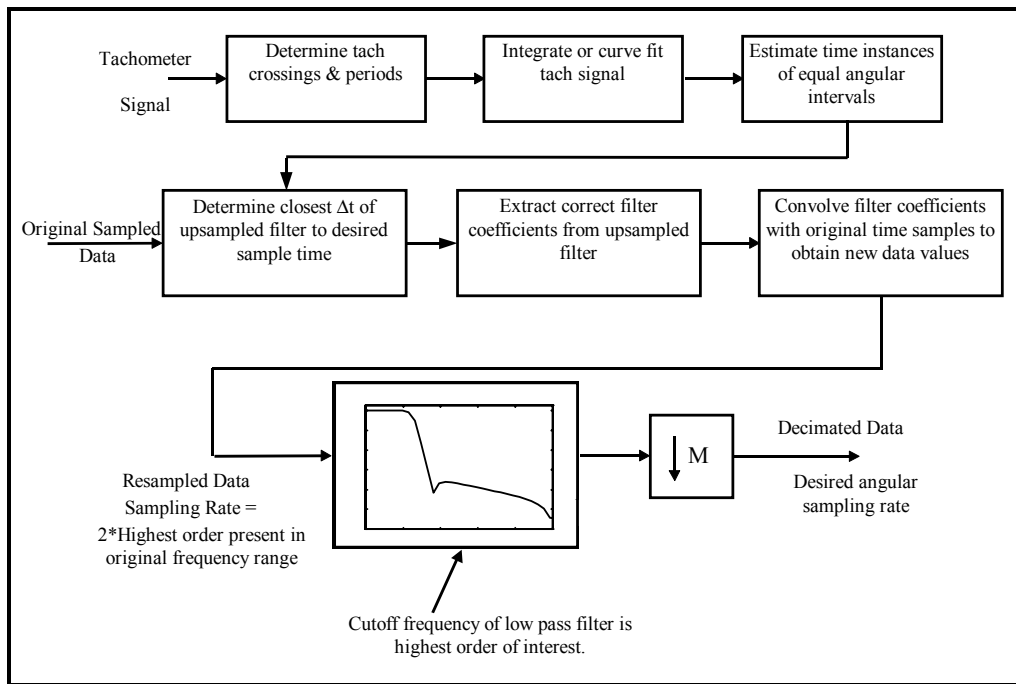 Tachometer
Signal
Determine tach
crossings & periods
Integrate or curve fit
tach signal
Estimate time instances
of equal angular
intervals
Original Sampled
Data
Determine closest Δt of
upsampled filter to desired
sample time
Extract correct filter
coefficients from upsampled
filter
Convolve filter coefficients
with original time samples to
obtain new data values
Resampled Data
Sampling Rate =
2*Highest order present in
original frequency range
M
Decimated Data
Desired angular
sampling rate
Cutoff frequency of low pass filter is
highest order of interest.